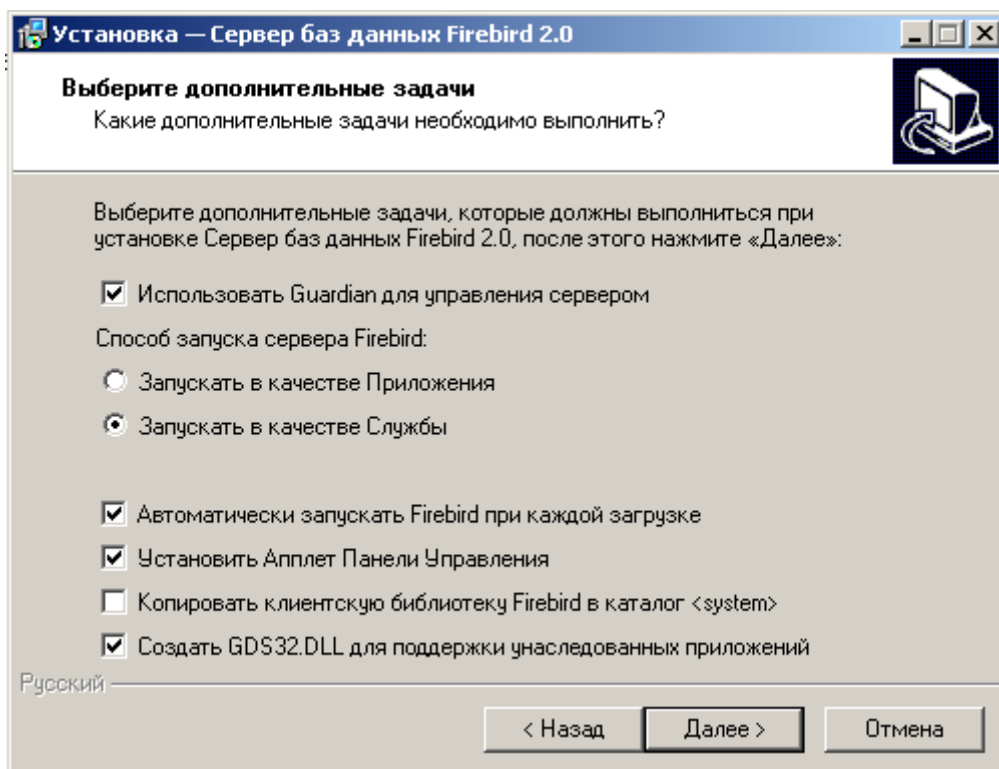 Установка — Сервер баз данных Firebird 2.0
Выберите дополнительные задачи
Какие дополнительные задачи необходимо выполнить?
Выберите дополнительные задачи, которые должны выполниться при
установке Сервер баз данных Firebird 2.0, после этого нажмите «Далее»:
Использовать Guardian для управления сервером
Способ запуска сервера Firebird:
Запускать в качестве Приложения
Запускать в качестве Службы
Автоматически запускать Firebird при каждой загрузке
Установить Апплет Панели Управления
Копировать клиентскую библиотеку Firebird в каталог <system>
Создать GDS32.DLL для поддержки унаследованных приложений
Русский
< Назад
Далее >
Отмена